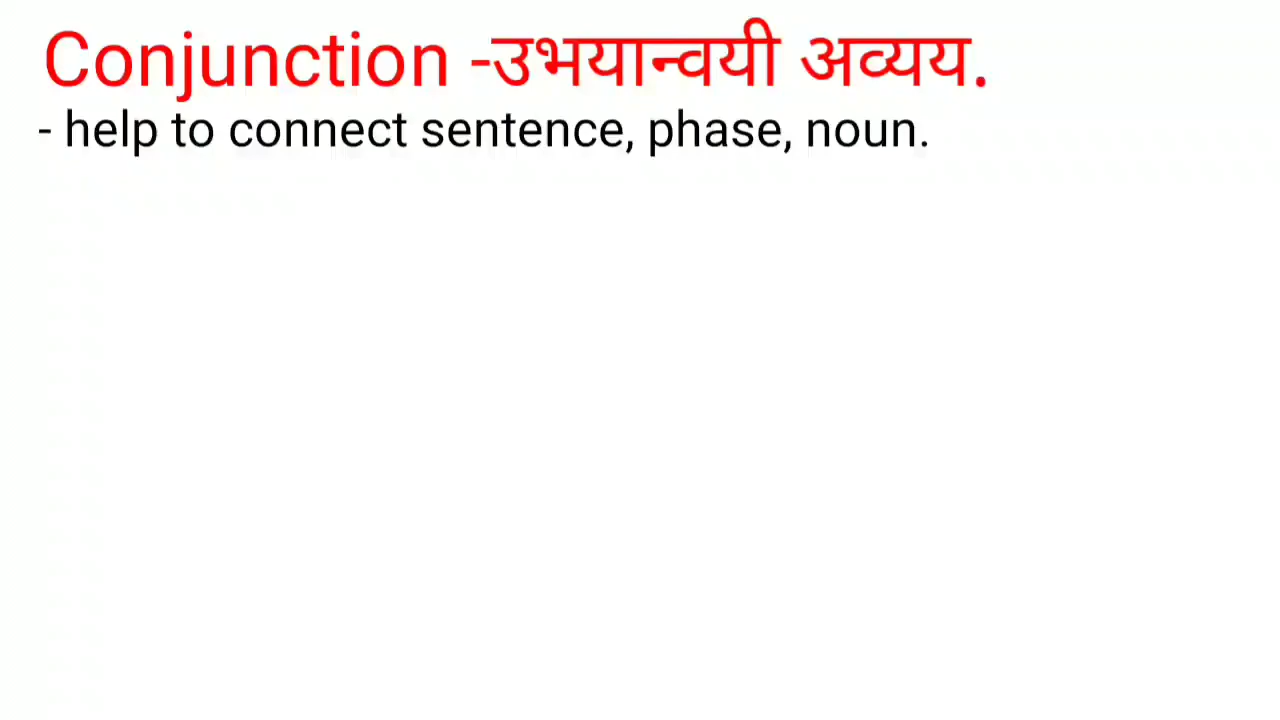 Conjunction -उभयान्वयी अव्यय.
- help to connect sentence, phase, noun.